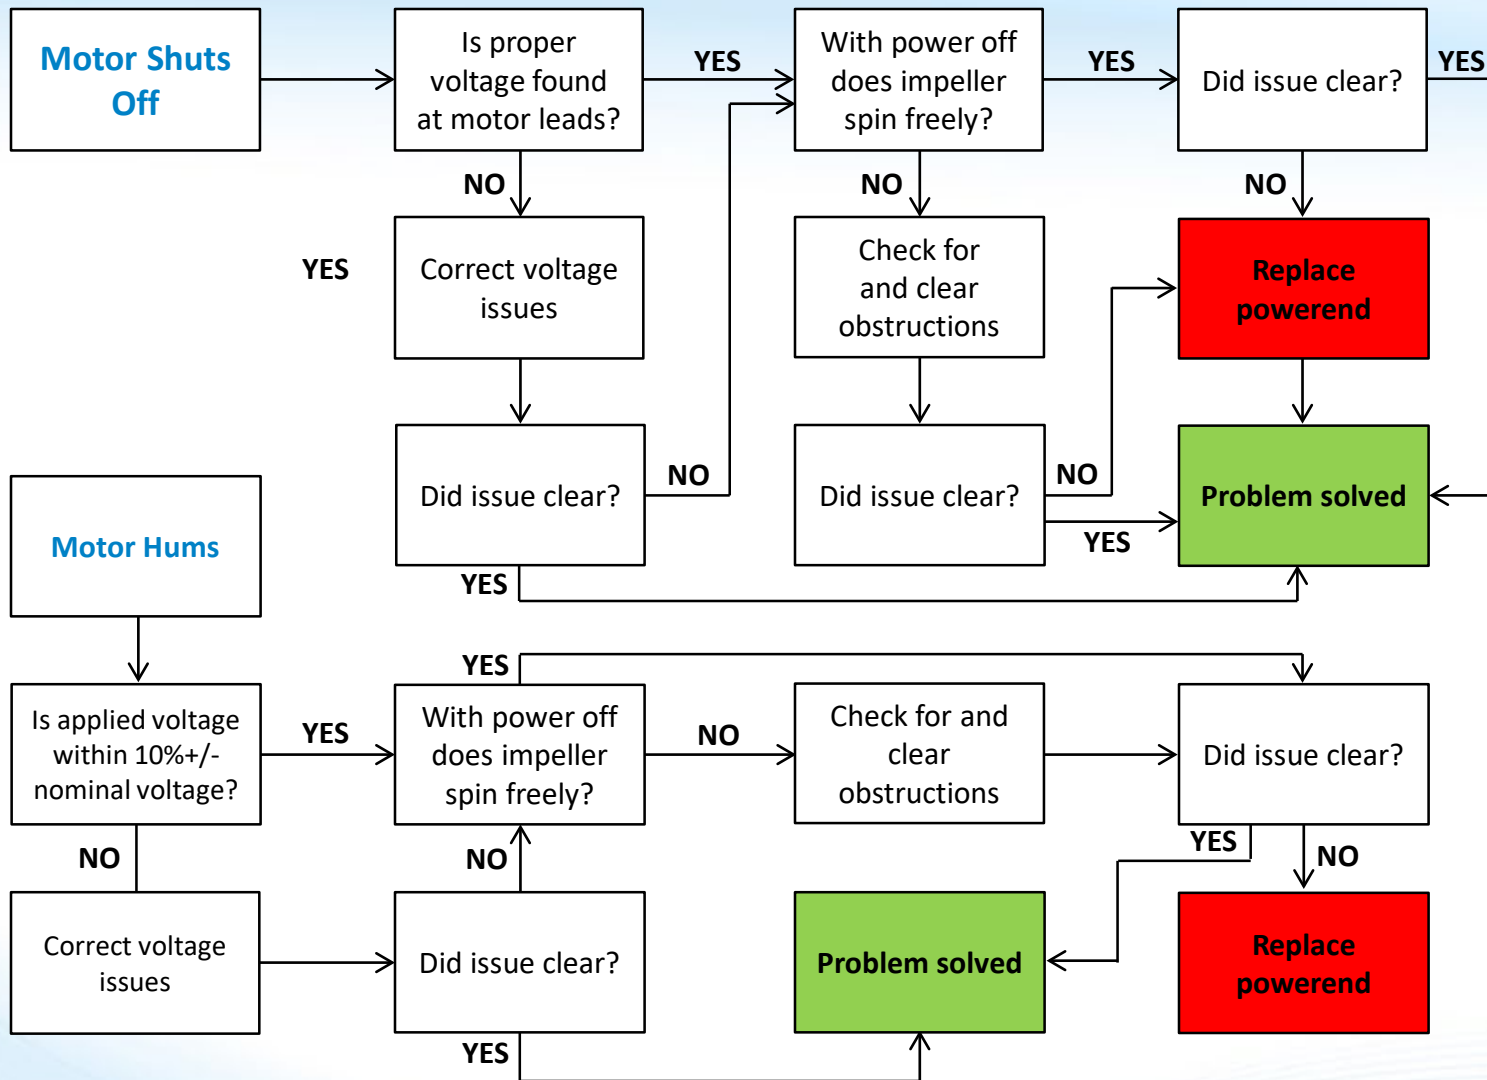 Motor Shuts
Off
Is proper
voltage found
at motor leads?
YES
With power off
does impeller
spin freely?
YES
Did issue clear?
YES
NO
NO
NO
YES
Correct voltage
issues
Check for
and clear
obstructions
Replace
powerend
Did issue clear?
NO
Did issue clear?
NO
YES
Problem solved
YES
Motor Hums
YES
Is applied voltage
within 10%+/-
nominal voltage?
YES
With power off
does impeller
spin freely?
NO
Check for and
clear
obstructions
Did issue clear?
NO
NO
YES
NO
Correct voltage
issues
Did issue clear?
Problem solved
Replace
powerend
YES